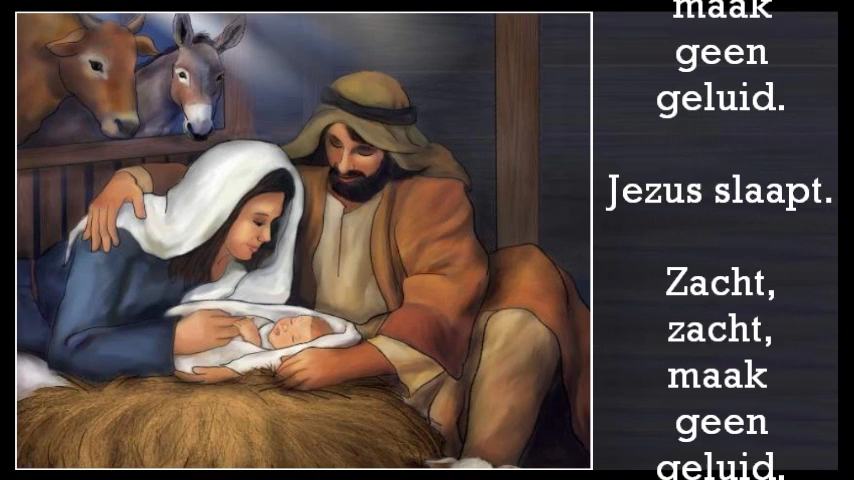 maak
geen
geluid.
Jezus slaapt.
Zacht,
zacht,
maak
geen
geluid.